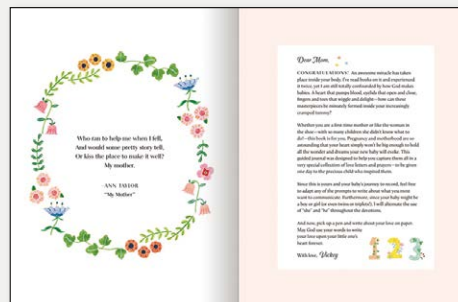 Who ran to help me when I fell,
And would some pretty story tell,
Or kiss the place to make it well?
My mother.
-ANN TAYLOR
"My Mother"
Dear Mom,
CONGRATULATIONS! An awesome miracle has taken
place inside your body. I've read books on it and experienced
it twice, yet I am still totally confounded by how God makes
babies. A heart that pumps blood, eyelids that open and close,
fingers and toes that wiggle and delight—how can these
masterpieces be minutely formed inside your increasingly
cramped tummy?
Whether you are a first-time mother or like the woman in
the shoe—with so many children she didn't know what to
do!—this book is for you. Pregnancy and motherhood are so
astounding that your heart simply won't be big enough to hold
all the wonder and dreams your new baby will make. This
guided journal was designed to help you capture them all in a
very special collection of love letters and prayers—to be given
one day to the precious child who inspired them.
Since this is yours and your baby's journey to record, feel free
to adapt any of the prompts to write about what you most
want to communicate. Furthermore, since your baby might be
a boy or girl (or even twins or triplets!), I will alternate the use
of "she" and "he" throughout the devotions.
And now, pick up a pen and write about your love on paper.
May God use your words to write
your love upon your little one's
heart forever.
With love, Vickey
1 2 3